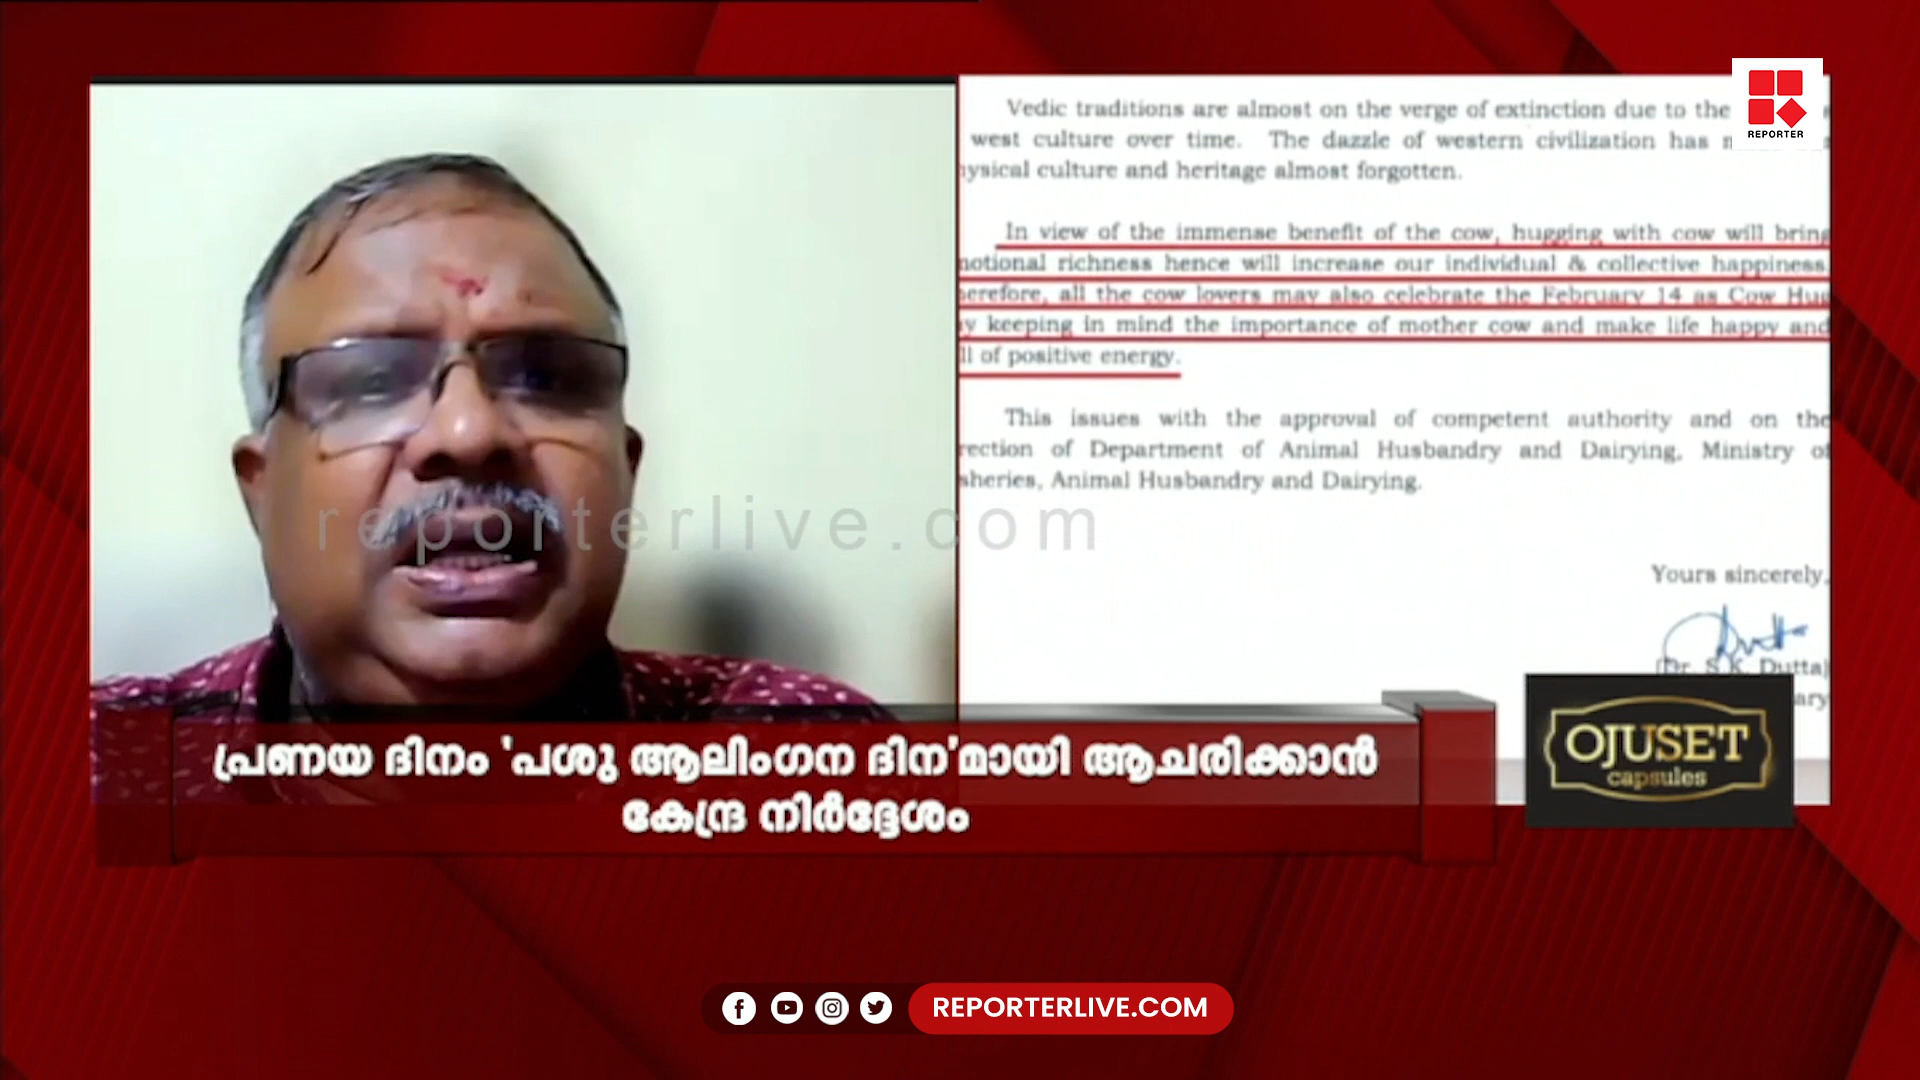 REPORTER
Vedic traditions are almost on the verge of extinction due to the
west culture over time. The dazzle of western civilization has
ysical culture and heritage almost forgotten.
In view of the immense benefit of the cow, hugging with cow will bring
notional richness hence will increase our individual & collective happiness.
erefore, all the cow lovers may also celebrate the February 14 as Cow Hug
y keeping in mind the importance of mother cow and make life happy and
ll of positive energy.
This issues with the approval of competent authority and on the
rection of Department of Animal Husbandry and Dairying, Ministry of
sheries, Animal Husbandry and Dairying.
Yours sincerely,
(Dr. S.K. Dutta)
ary
reporterlive.com
പ്രണയ ദിനം 'പശു ആലിംഗന ദിന'മായി ആചരിക്കാൻ
കേന്ദ്ര നിർദ്ദേശം
OJUSET
capsules
REPORTERLIVE.COM